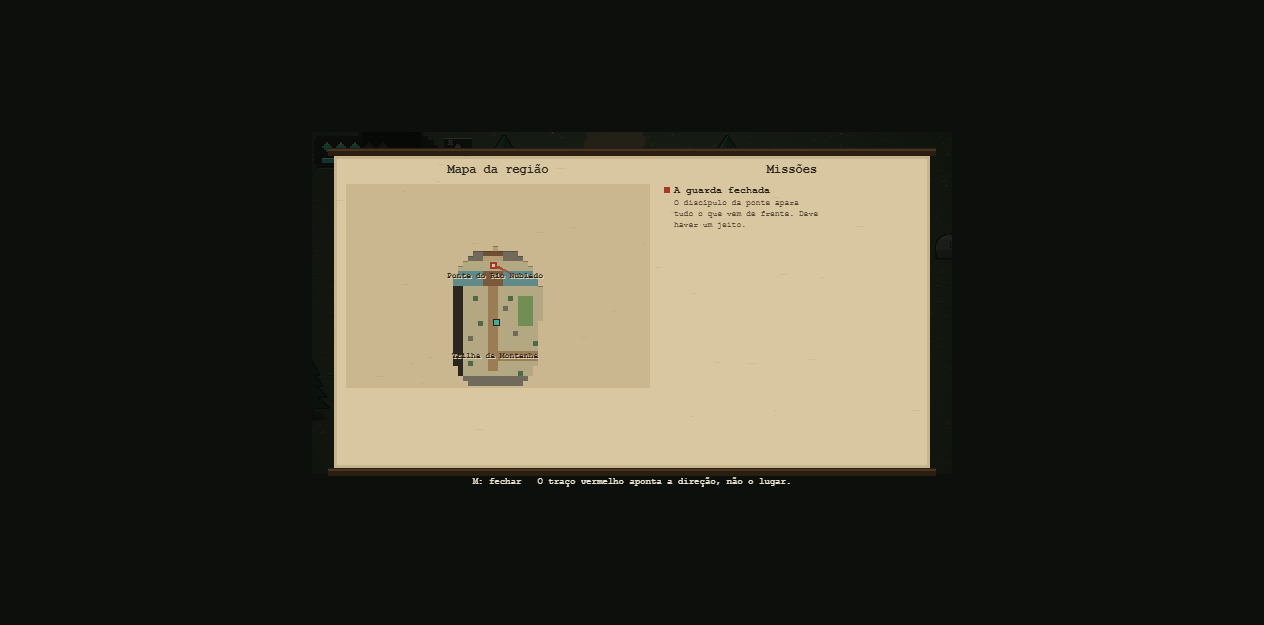 Mapa da região
Missões
A guarda fechada
O discípulo da ponte apara
tudo o que vem de frente. Deve
haver um jeito.
Ponte do Rio Nublado
Trilha da Montanha
M: fechar O traço vermelho aponta a direção, não o lugar.